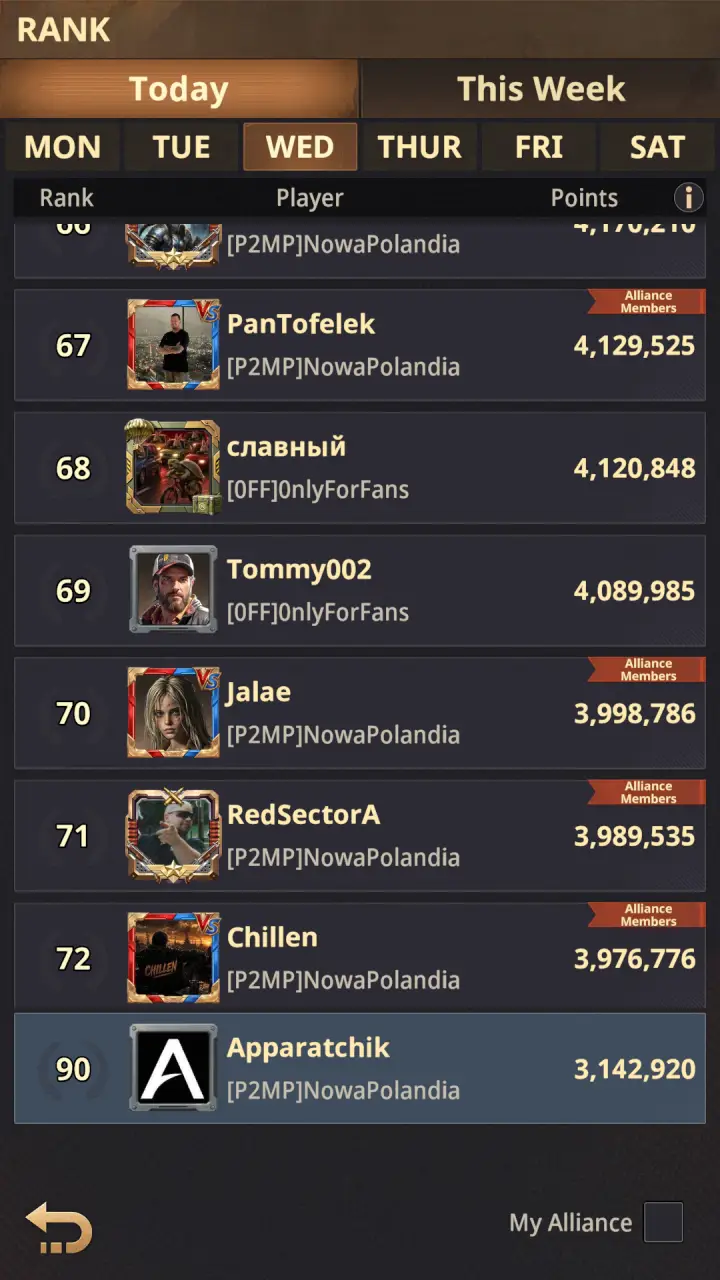 RANK
Today
This Week
MON TUE WED THUR FRI SAT
Rank Player Points i
[P2MP]NowaPolandia
Alliance Members
67 PanTofelek 4,129,525
[P2MP]NowaPolandia
68 славный 4,120,848
[0FF]0nlyForFans
69 Tommy002 4,089,985
[0FF]0nlyForFans
Alliance Members
70 Jalae 3,998,786
[P2MP]NowaPolandia
Alliance Members
71 RedSectorA 3,989,535
[P2MP]NowaPolandia
Alliance Members
72 Chillen 3,976,776
CHILLEN
[P2MP]NowaPolandia
90 Apparatchik 3,142,920
[P2MP]NowaPolandia
My Alliance